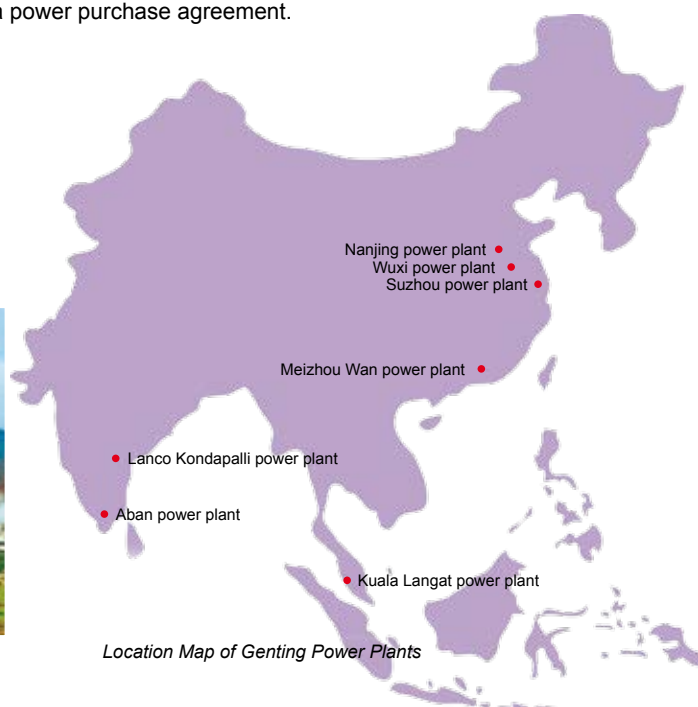 a power purchase agreement.
Nanjing power plant
Wuxi power plant
Suzhou power plant
Meizhou Wan power plant
Lanco Kondapalli power plant
Aban power plant
Kuala Langat power plant
Location Map of Genting Power Plants